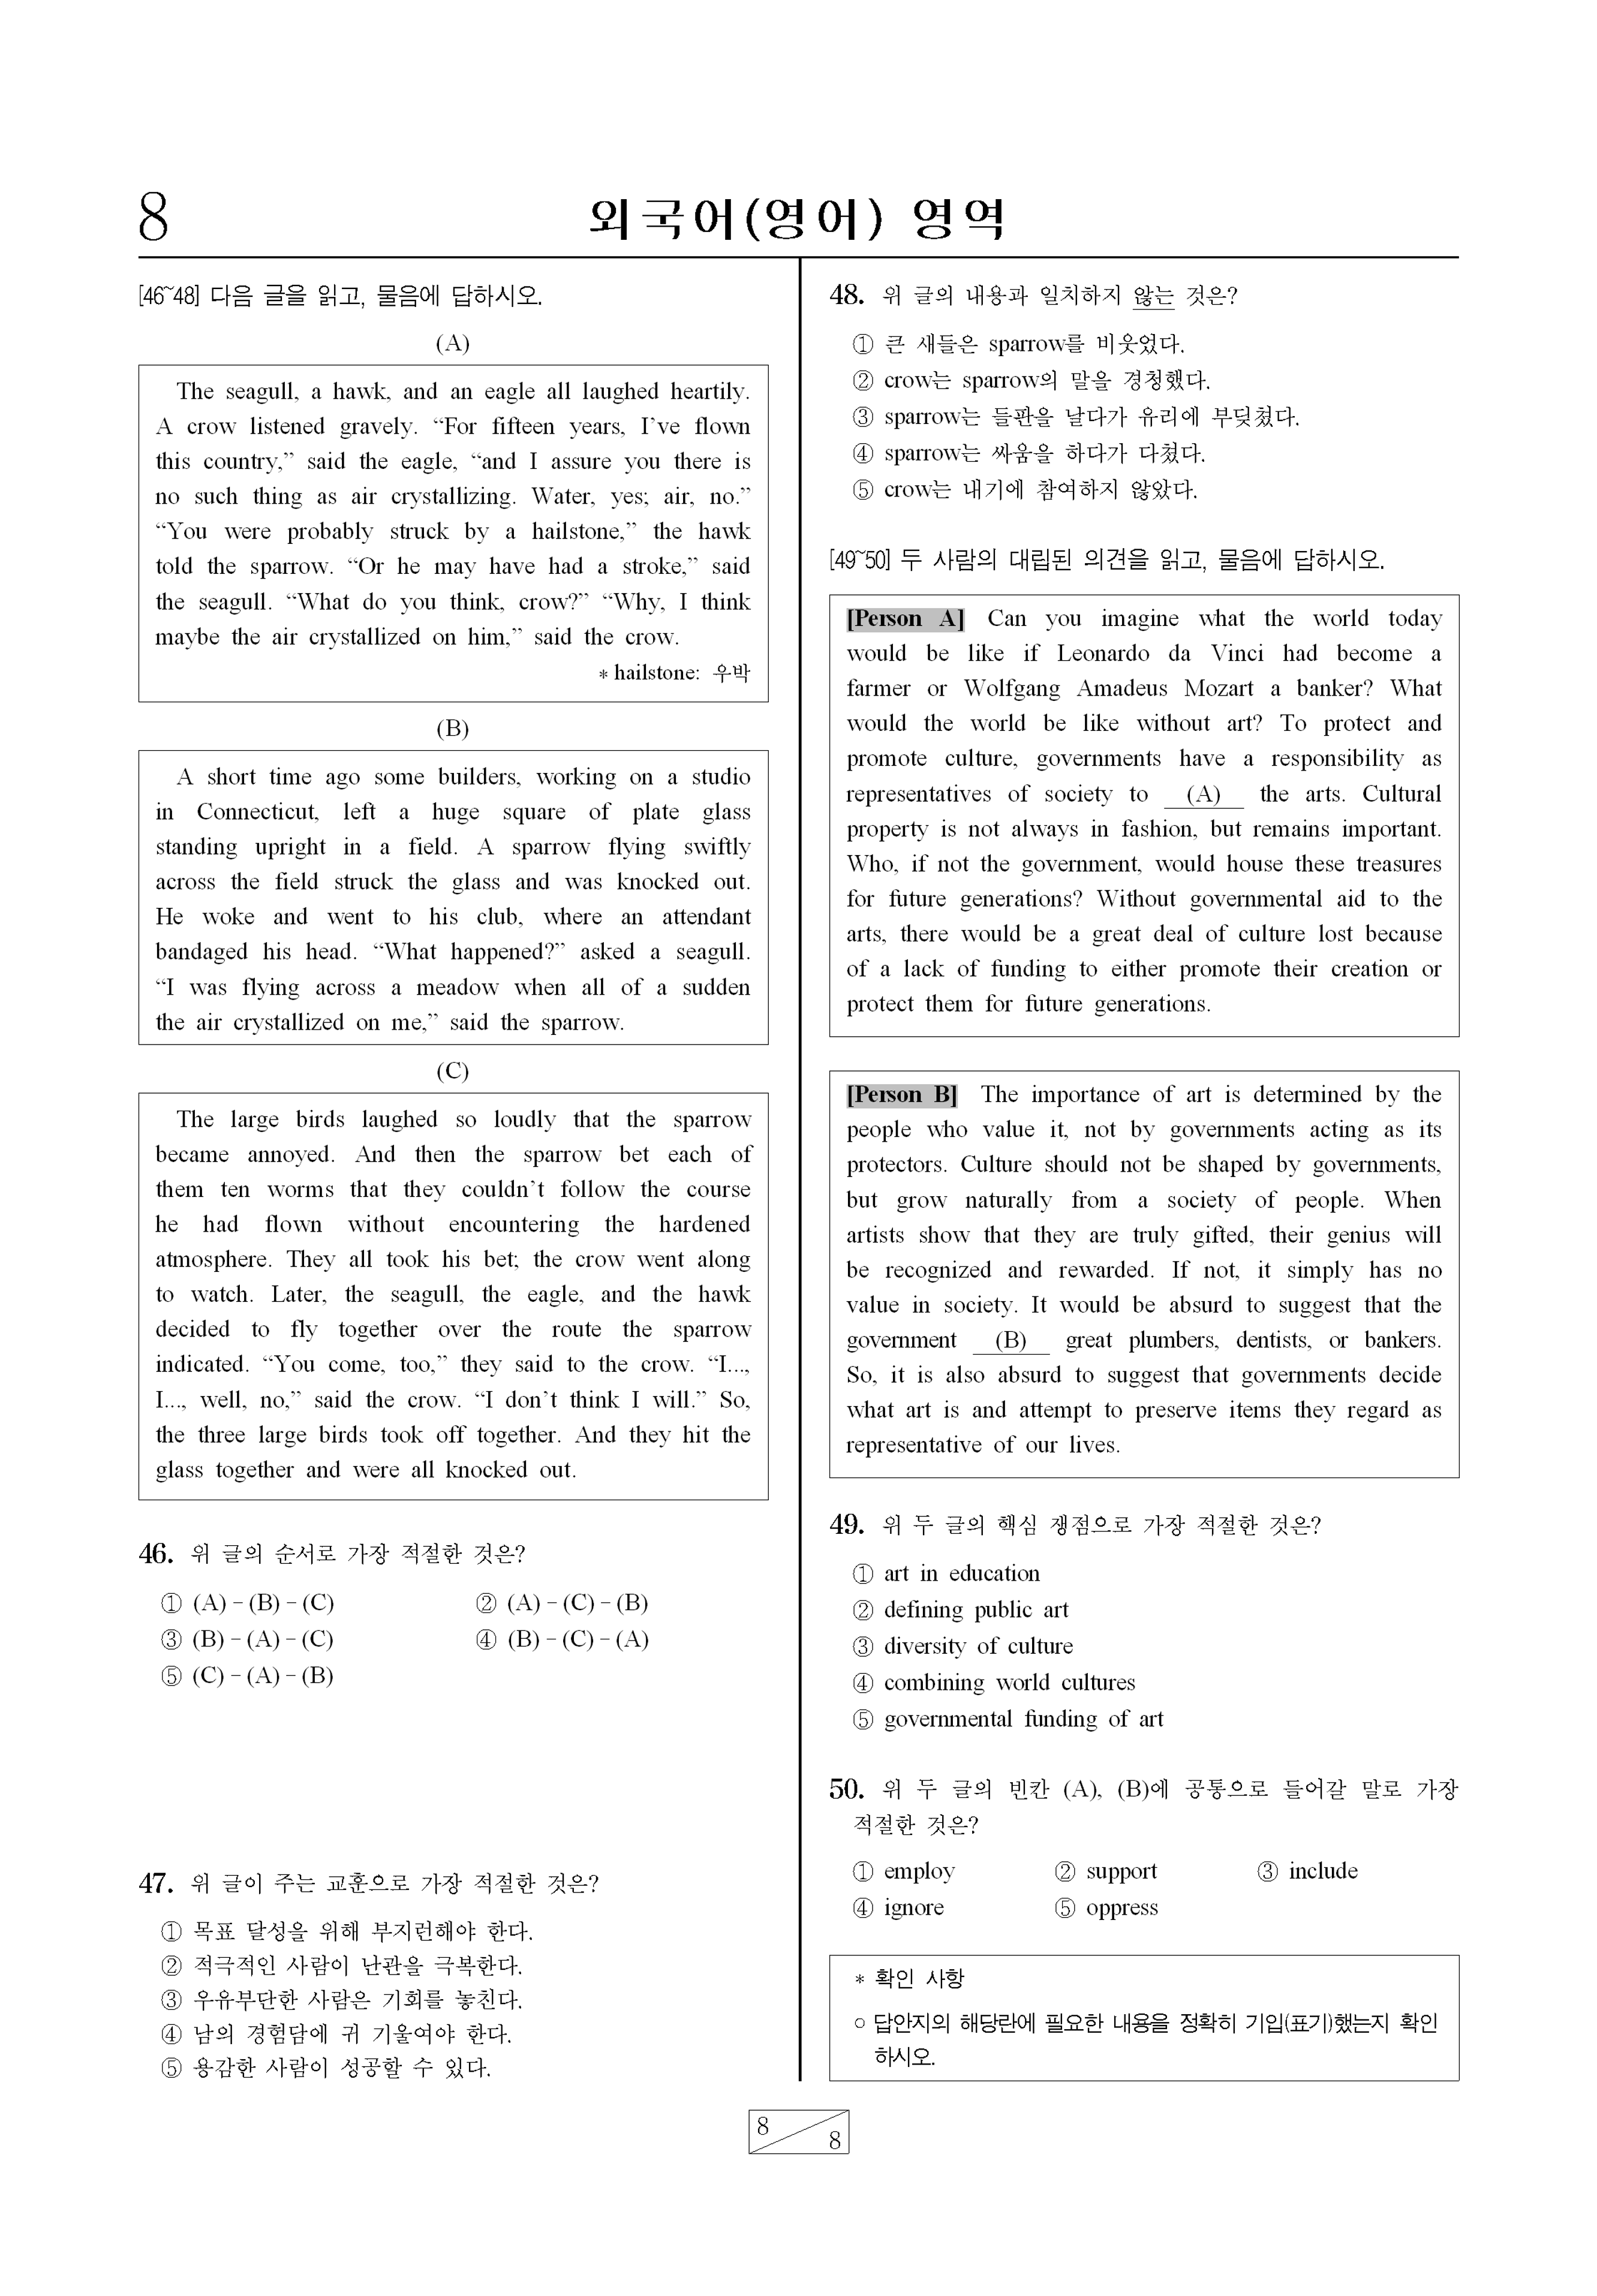 8
외국어(영어) 영역
[46~48] 다음 글을 읽고, 물음에 답하시오.
(A)
The seagull, a hawk, and an eagle all laughed heartily.
A crow listened gravely. “For fifteen years, I’ve flown
this country,” said the eagle, “and I assure you there is
no such thing as air crystallizing. Water, yes; air, no.”
“You were probably struck by a hailstone,” the hawk
told the sparrow. “Or he may have had a stroke,” said
the seagull. “What do you think, crow?” “Why, I think
maybe the air crystallized on him,” said the crow.
* hailstone: 우박
(B)
A short time ago some builders, working on a studio
in Connecticut, left a huge square of plate glass
standing upright in a field. A sparrow flying swiftly
across the field struck the glass and was knocked out.
He woke and went to his club, where an attendant
bandaged his head. “What happened?” asked a seagull.
“I was flying across a meadow when all of a sudden
the air crystallized on me,” said the sparrow.
(C)
The large birds laughed so loudly that the sparrow
became annoyed. And then the sparrow bet each of
them ten worms that they couldn’t follow the course
he had flown without encountering the hardened
atmosphere. They all took his bet; the crow went along
to watch. Later, the seagull, the eagle, and the hawk
decided to fly together over the route the sparrow
indicated. “You come, too,” they said to the crow. “I...,
I..., well, no,” said the crow. “I don’t think I will.” So,
the three large birds took off together. And they hit the
glass together and were all knocked out.
46. 위 글의 순서로 가장 적절한 것은?
① (A) - (B) - (C) ② (A) - (C) - (B)
③ (B) - (A) - (C) ④ (B) - (C) - (A)
⑤ (C) - (A) - (B)
47. 위 글이 주는 교훈으로 가장 적절한 것은?
① 목표 달성을 위해 부지런해야 한다.
② 적극적인 사람이 난관을 극복한다.
③ 우유부단한 사람은 기회를 놓친다.
④ 남의 경험담에 귀 기울여야 한다.
⑤ 용감한 사람이 성공할 수 있다.
48. 위 글의 내용과 일치하지 않는 것은?
① 큰 새들은 sparrow를 비웃었다.
② crow는 sparrow의 말을 경청했다.
③ sparrow는 들판을 날다가 유리에 부딪쳤다.
④ sparrow는 싸움을 하다가 다쳤다.
⑤ crow는 내기에 참여하지 않았다.
[49~50] 두 사람의 대립된 의견을 읽고, 물음에 답하시오.
[Person A] Can you imagine what the world today
would be like if Leonardo da Vinci had become a
farmer or Wolfgang Amadeus Mozart a banker? What
would the world be like without art? To protect and
promote culture, governments have a responsibility as
representatives of society to (A) the arts. Cultural
property is not always in fashion, but remains important.
Who, if not the government, would house these treasures
for future generations? Without governmental aid to the
arts, there would be a great deal of culture lost because
of a lack of funding to either promote their creation or
protect them for future generations.
[Person B] The importance of art is determined by the
people who value it, not by governments acting as its
protectors. Culture should not be shaped by governments,
but grow naturally from a society of people. When
artists show that they are truly gifted, their genius will
be recognized and rewarded. If not, it simply has no
value in society. It would be absurd to suggest that the
government (B) great plumbers, dentists, or bankers.
So, it is also absurd to suggest that governments decide
what art is and attempt to preserve items they regard as
representative of our lives.
49. 위 두 글의 핵심 쟁점으로 가장 적절한 것은?
① art in education
② defining public art
③ diversity of culture
④ combining world cultures
⑤ governmental funding of art
50. 위 두 글의 빈칸 (A), (B)에 공통으로 들어갈 말로 가장
적절한 것은?
① employ ② support ③ include
④ ignore ⑤ oppress
* 확인 사항
○ 답안지의 해당란에 필요한 내용을 정확히 기입(표기)했는지 확인
하시오.
8
8